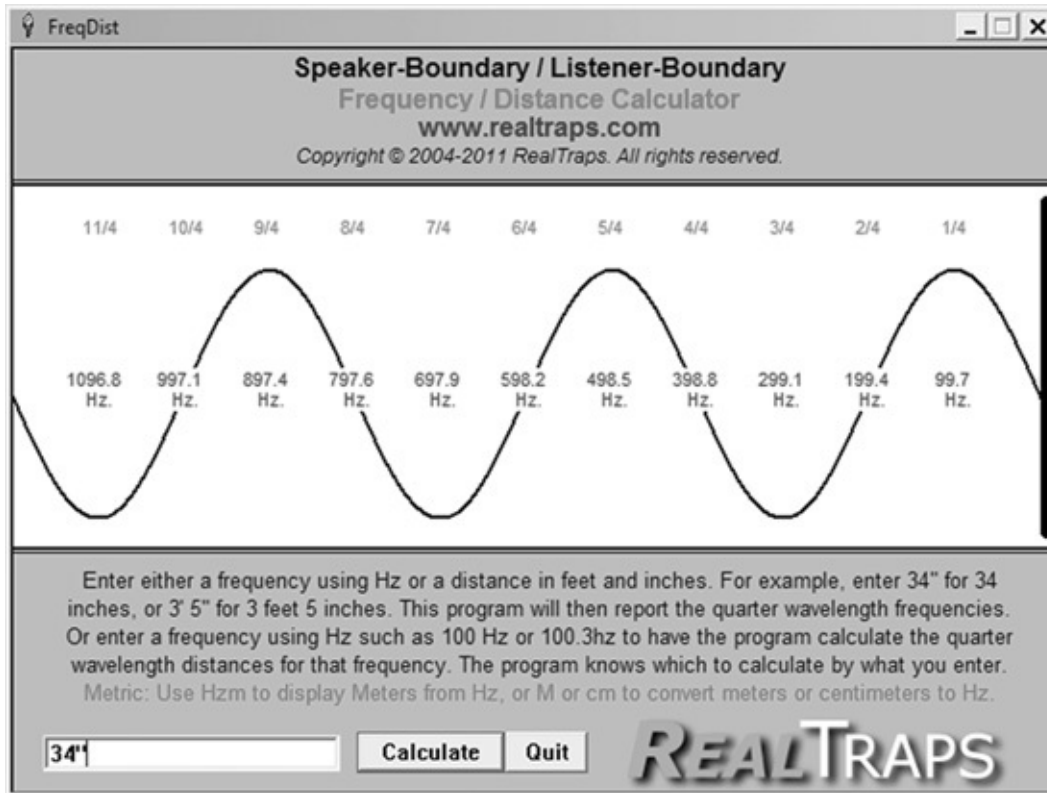 FreqDist
Speaker-Boundary / Listener-Boundary
Frequency / Distance Calculator
www.realtraps.com
Copyright © 2004-2011 RealTraps. All rights reserved.
11/4 10/4 9/4 8/4 7/4 6/4 5/4 4/4 3/4 2/4 1/4
1096.8 997.1 897.4 797.6 697.9 598.2 498.5 398.8 299.1 199.4 99.7
Hz. Hz. Hz. Hz. Hz. Hz. Hz. Hz. Hz. Hz. Hz.
Enter either a frequency using Hz or a distance in feet and inches. For example, enter 34" for 34
inches, or 3' 5" for 3 feet 5 inches. This program will then report the quarter wavelength frequencies.
Or enter a frequency using Hz such as 100 Hz or 100.3hz to have the program calculate the quarter
wavelength distances for that frequency. The program knows which to calculate by what you enter.
Metric: Use Hzm to display Meters from Hz, or M or cm to convert meters or centimeters to Hz.
34" Calculate Quit REALTRAPS